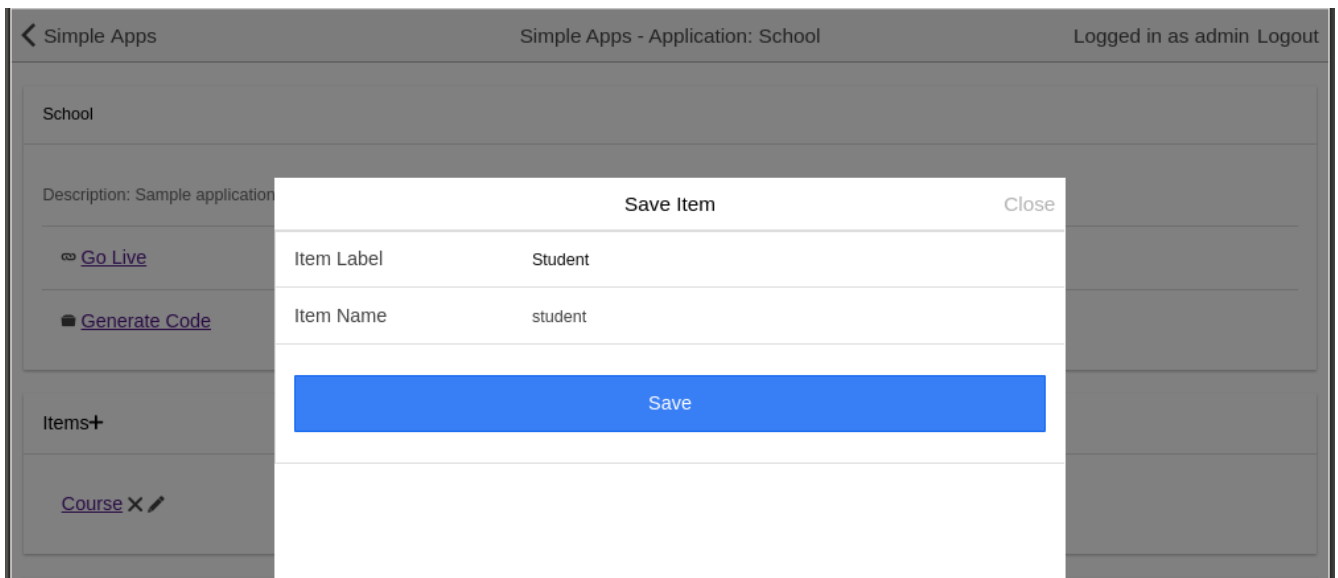 Simple Apps
Simple Apps - Application: School
Logged in as admin Logout
School
Description: Sample application
Go Live
Generate Code
Items+
Course
Save Item
Close
Item Label Student
Item Name student
Save